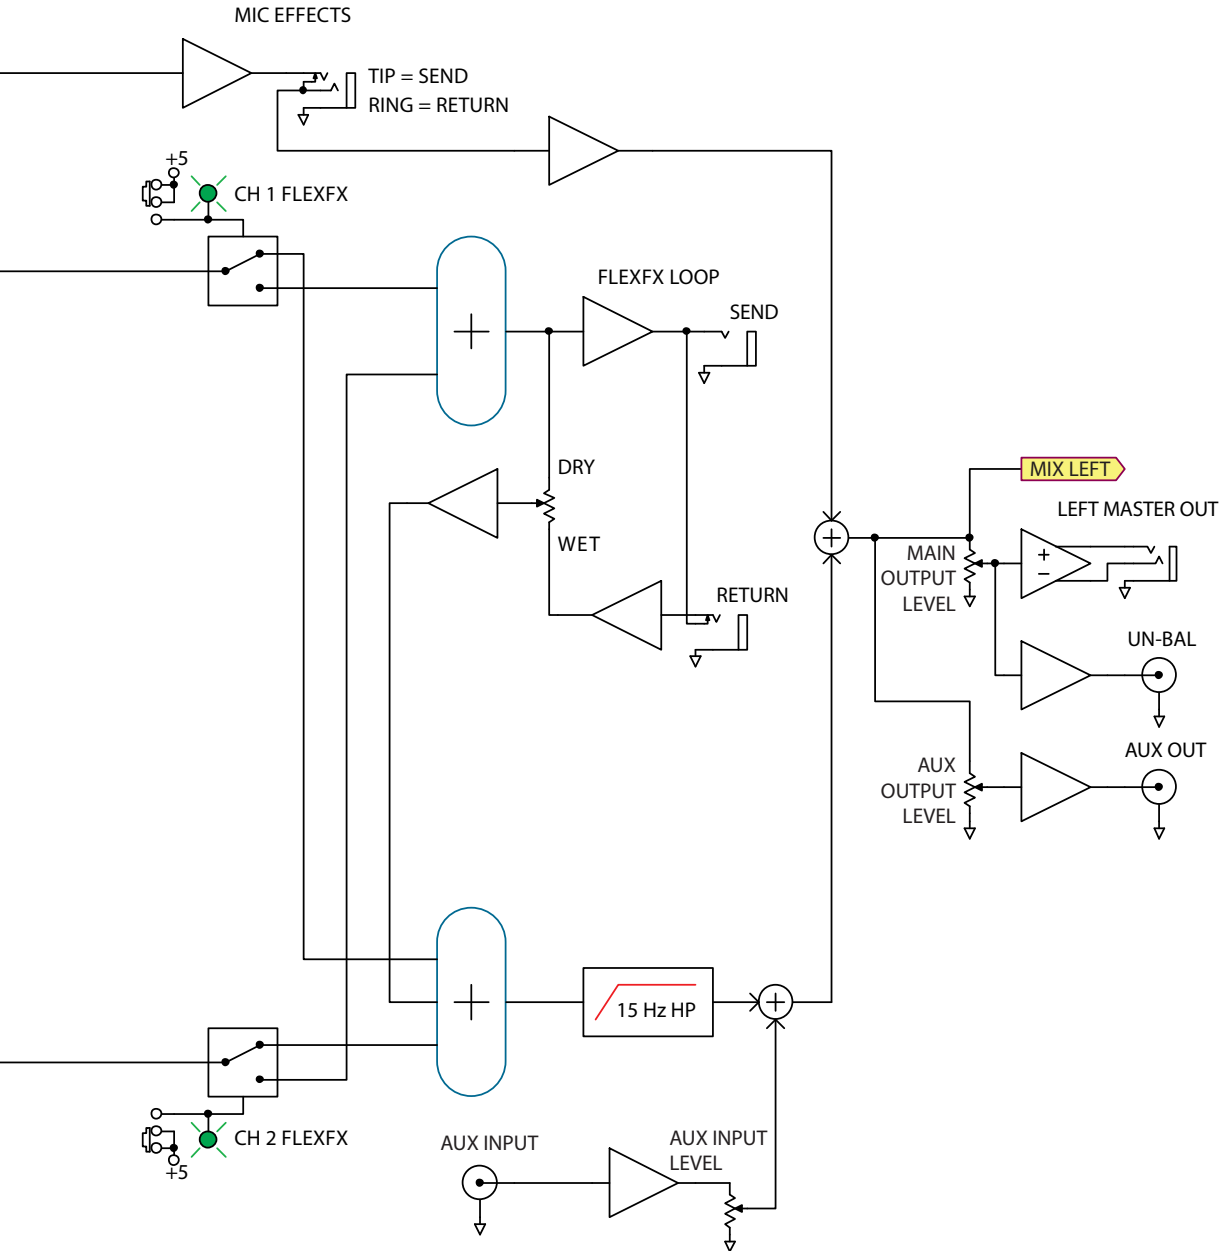 MIC EFFECTS
TIP = SEND
RING = RETURN
+5
CH 1 FLEXFX
FLEXFX LOOP
SEND
+
DRY
WET
RETURN
MIX LEFT
LEFT MASTER OUT
+
−
+
MAIN
OUTPUT
LEVEL
UN-BAL
AUX OUT
AUX
OUTPUT
LEVEL
+
15 Hz HP
+
CH 2 FLEXFX
+5
AUX INPUT
AUX INPUT
LEVEL